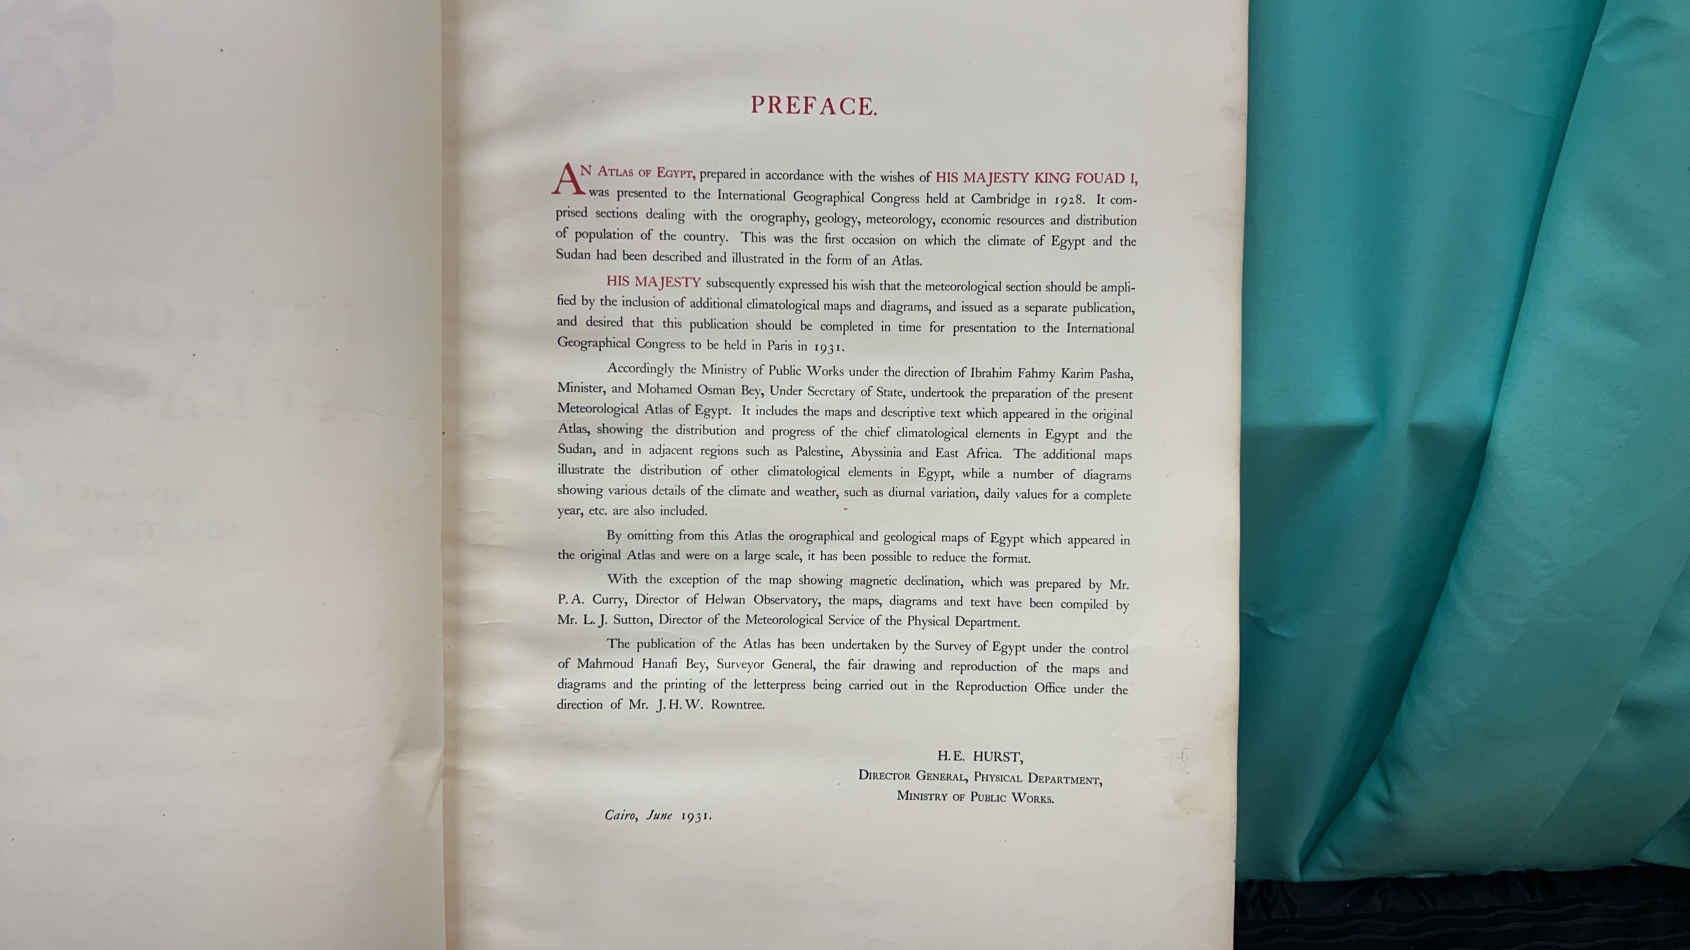 PREFACE.
AN ATLAS OF EGYPT, prepared in accordance with the wishes of HIS MAJESTY KING FOUAD I,
was presented to the International Geographical Congress held at Cambridge in 1928. It com-
prised sections dealing with the orography, geology, meteorology, economic resources and distribution
of population of the country. This was the first occasion on which the climate of Egypt and the
Sudan had been described and illustrated in the form of an Atlas.
HIS MAJESTY subsequently expressed his wish that the meteorological section should be ampli-
fied by the inclusion of additional climatological maps and diagrams, and issued as a separate publication,
and desired that this publication should be completed in time for presentation to the International
Geographical Congress to be held in Paris in 1931.
Accordingly the Ministry of Public Works under the direction of Ibrahim Fahmy Karim Pasha,
Minister, and Mohamed Osman Bey, Under Secretary of State, undertook the preparation of the present
Meteorological Atlas of Egypt. It includes the maps and descriptive text which appeared in the original
Atlas, showing the distribution and progress of the chief climatological elements in Egypt and the
Sudan, and in adjacent regions such as Palestine, Abyssinia and East Africa. The additional maps
illustrate the distribution of other climatological elements in Egypt, while a number of diagrams
showing various details of the climate and weather, such as diurnal variation, daily values for a complete
year, etc. are also included.
By omitting from this Atlas the orographical and geological maps of Egypt which appeared in
the original Atlas and were on a large scale, it has been possible to reduce the format.
With the exception of the map showing magnetic declination, which was prepared by Mr.
P. A. Curry, Director of Helwan Observatory, the maps, diagrams and text have been compiled by
Mr. L. J. Sutton, Director of the Meteorological Service of the Physical Department.
The publication of the Atlas has been undertaken by the Survey of Egypt under the control
of Mahmoud Hanafi Bey, Surveyor General, the fair drawing and reproduction of the maps and
diagrams and the printing of the letterpress being carried out in the Reproduction Office under the
direction of Mr. J. H. W. Rowntree.
H. E. HURST,
DIRECTOR GENERAL, PHYSICAL DEPARTMENT,
MINISTRY OF PUBLIC WORKS.
Cairo, June 1931.